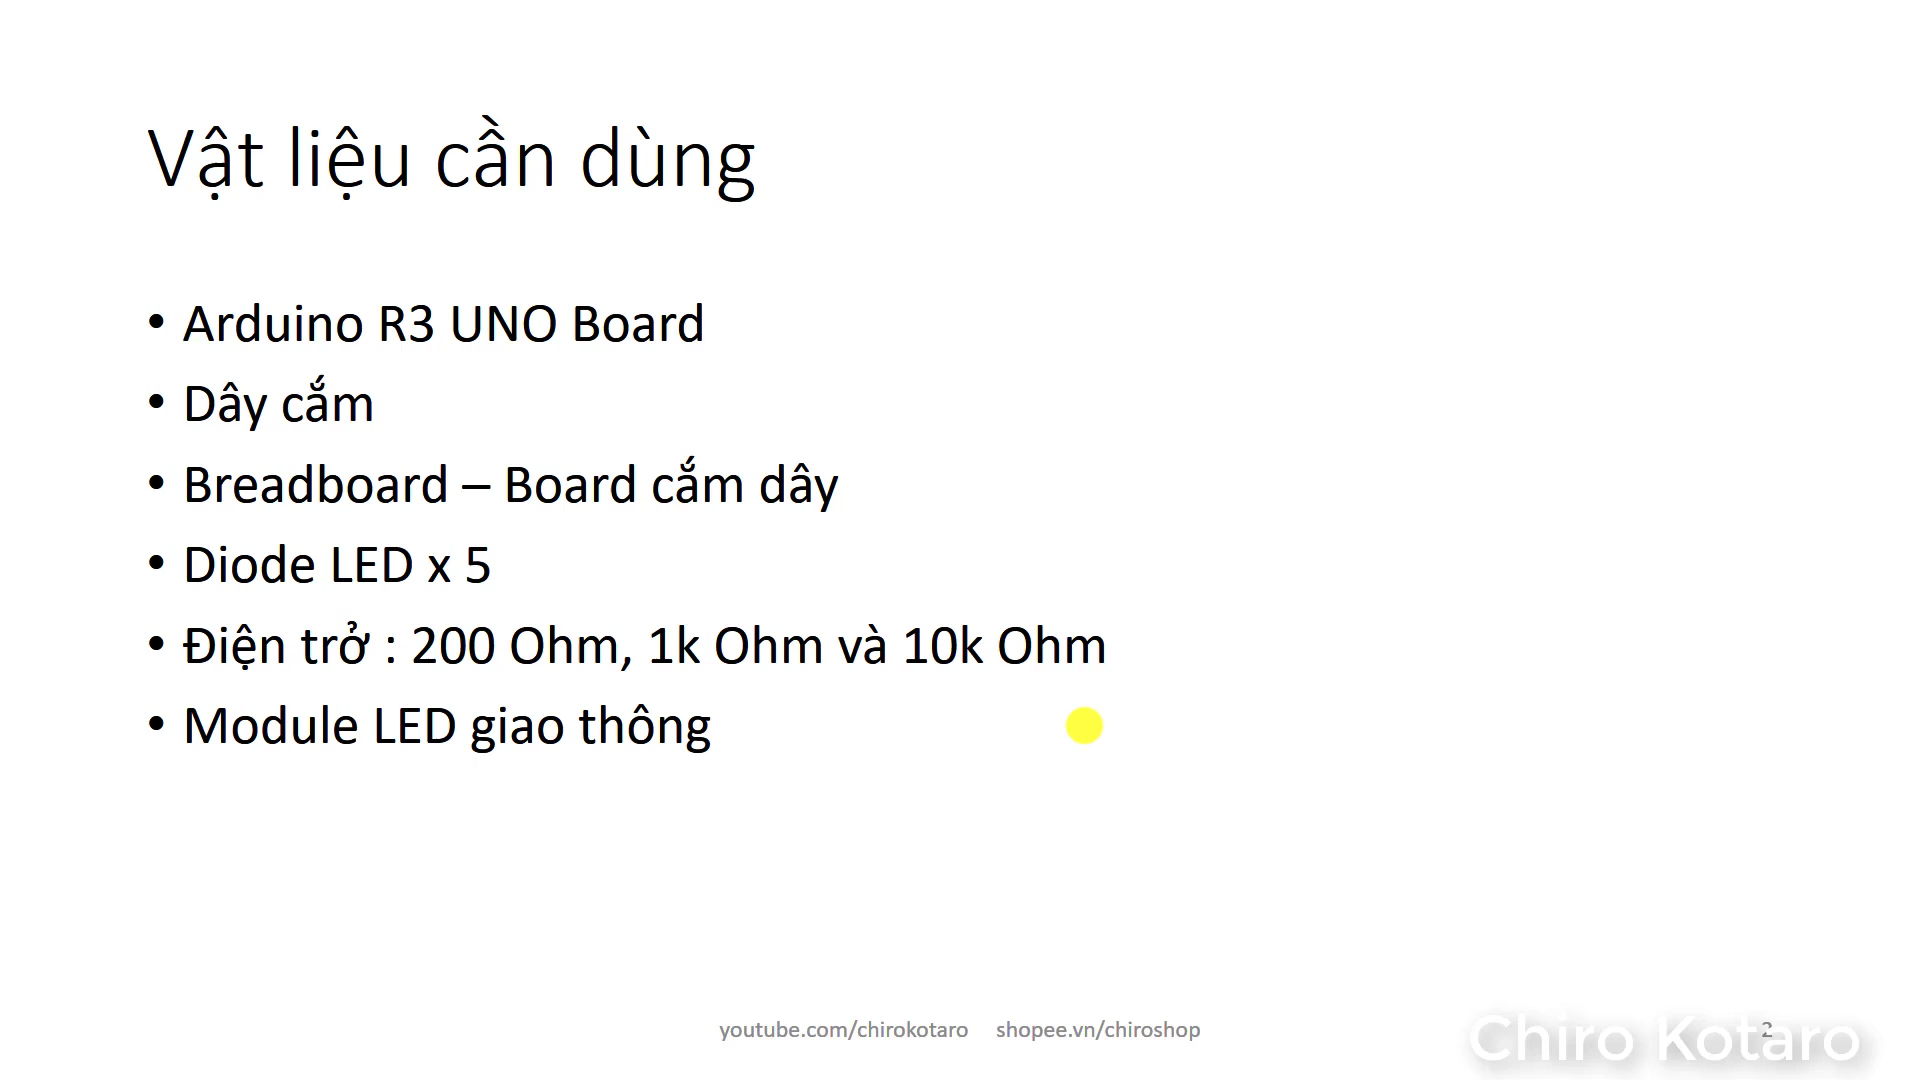 Vật liệu cần dùng
• Arduino R3 UNO Board
• Dây cắm
• Breadboard – Board cắm dây
• Diode LED x 5
• Điện trở : 200 Ohm, 1k Ohm và 10k Ohm
• Module LED giao thông
youtube.com/chirokotaro shopee.vn/chiroshop
2
Chiro Kotaro